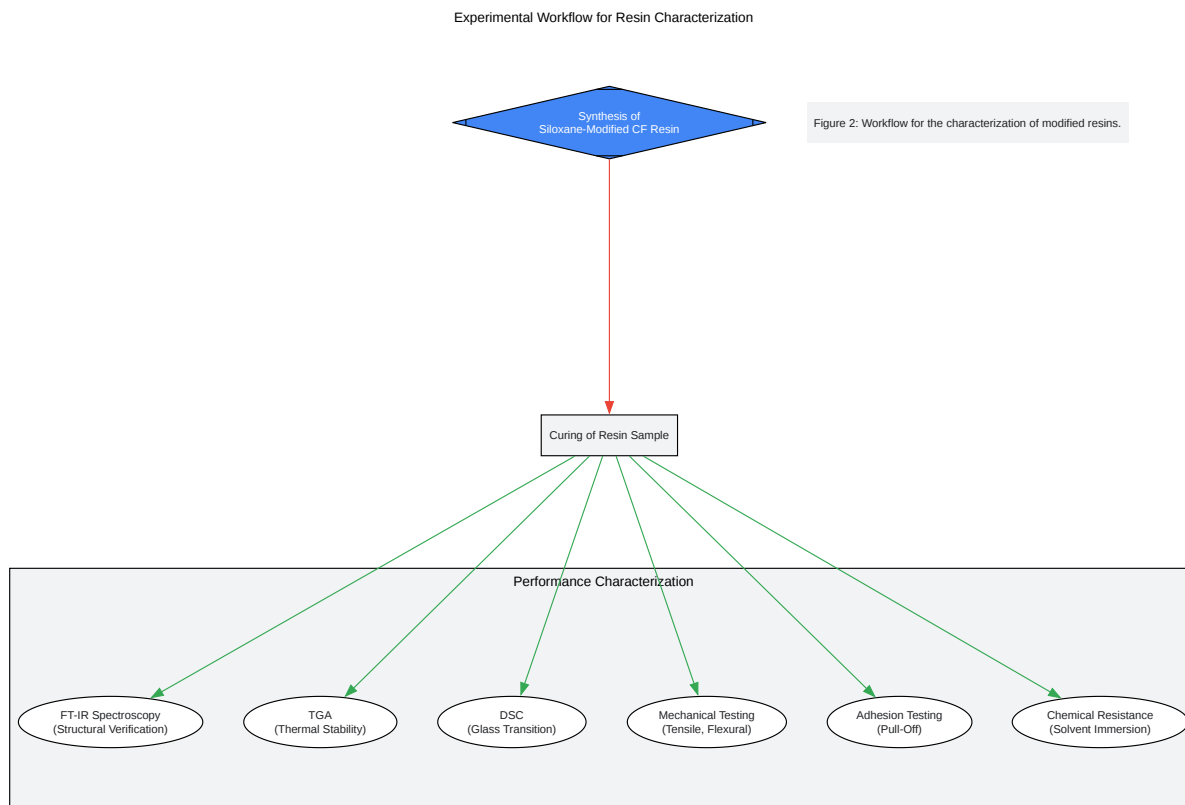 Experimental Workflow for Resin Characterization
Synthesis of
Siloxane-Modified CF Resin
Figure 2: Workflow for the characterization of modified resins.
Curing of Resin Sample
Performance Characterization
FT-IR Spectroscopy
(Structural Verification)
TGA
(Thermal Stability)
DSC
(Glass Transition)
Mechanical Testing
(Tensile, Flexural)
Adhesion Testing
(Pull-Off)
Chemical Resistance
(Solvent Immersion)